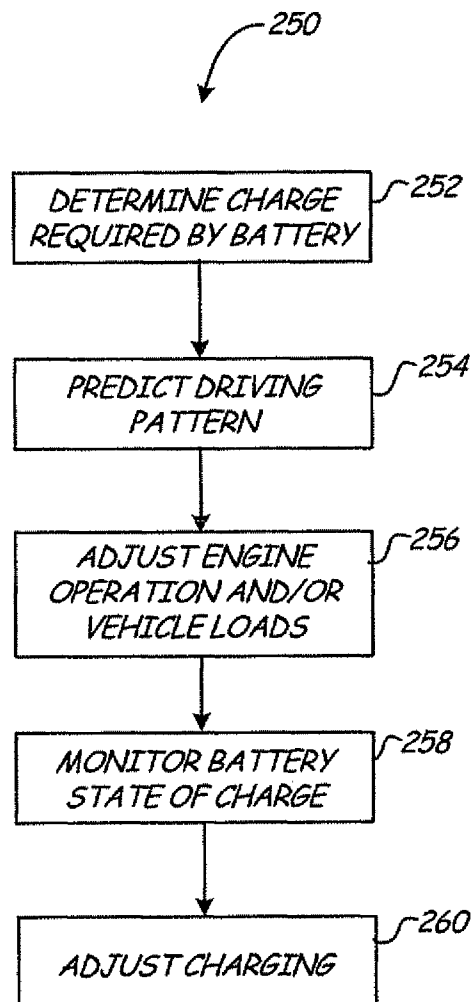 250
DETERMINE CHARGE
REQUIRED BY BATTERY
252
PREDICT DRIVING
PATTERN
254
ADJUST ENGINE
OPERATION AND/OR
VEHICLE LOADS
256
MONITOR BATTERY
STATE OF CHARGE
258
ADJUST CHARGING
260